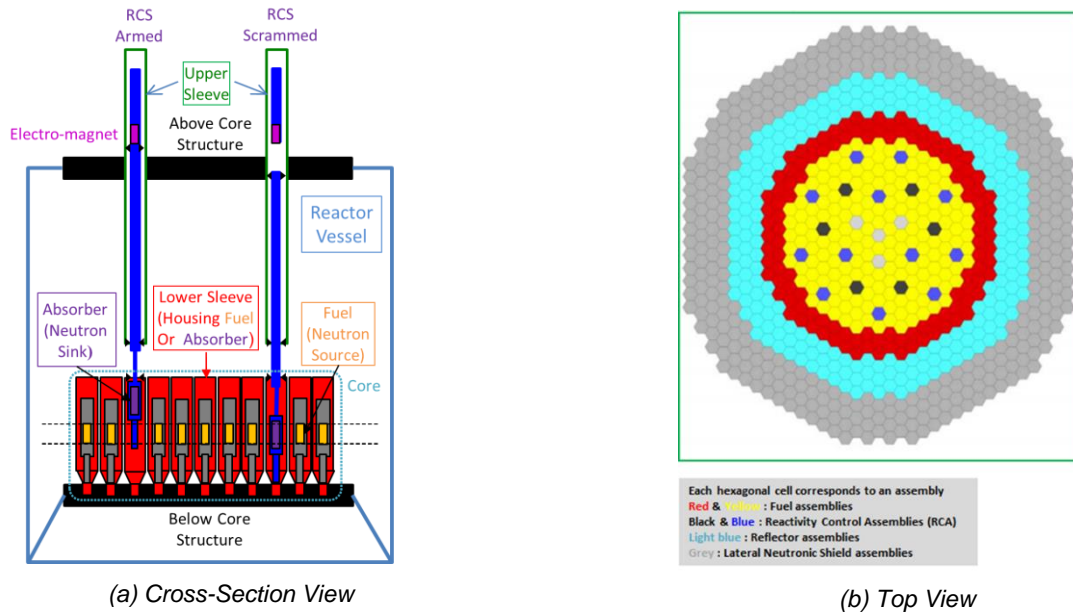 RCS
Armed
RCS
Scrammed
Upper
Sleeve
Electro-magnet
Above Core
Structure
Reactor
Vessel
Absorber
(Neutron
Sink)
Lower Sleeve
(Housing Fuel
Or Absorber)
Fuel
(Neutron
Source)
Core
Below Core
Structure
(a) Cross-Section View
Each hexagonal cell corresponds to an assembly
Red & Yellow : Fuel assemblies
Black & Blue : Reactivity Control Assemblies (RCA)
Light blue : Reflector assemblies
Grey : Lateral Neutronic Shield assemblies
(b) Top View